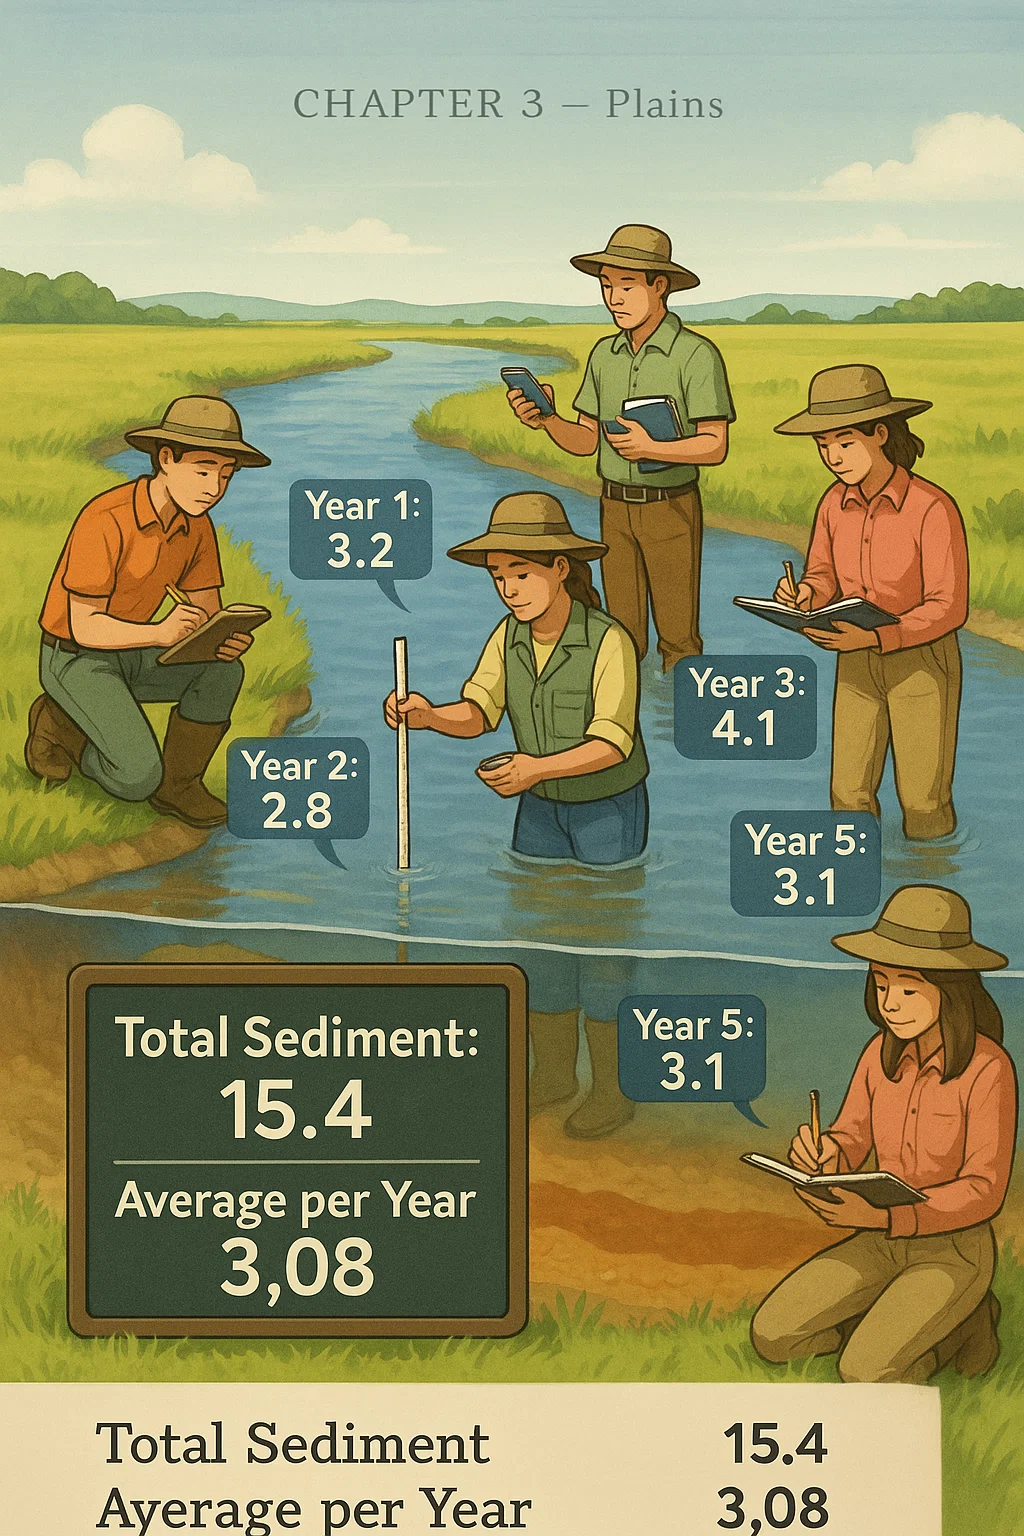 CHAPTER 3 – Plains
Year 1:
3.2
Year 3:
4.1
Year 2:
2.8
Year 5:
3.1
Year 5:
3.1
Total Sediment:
15.4
Average per Year
3,08
Total Sediment 15.4
Ayerage per Year 3,08